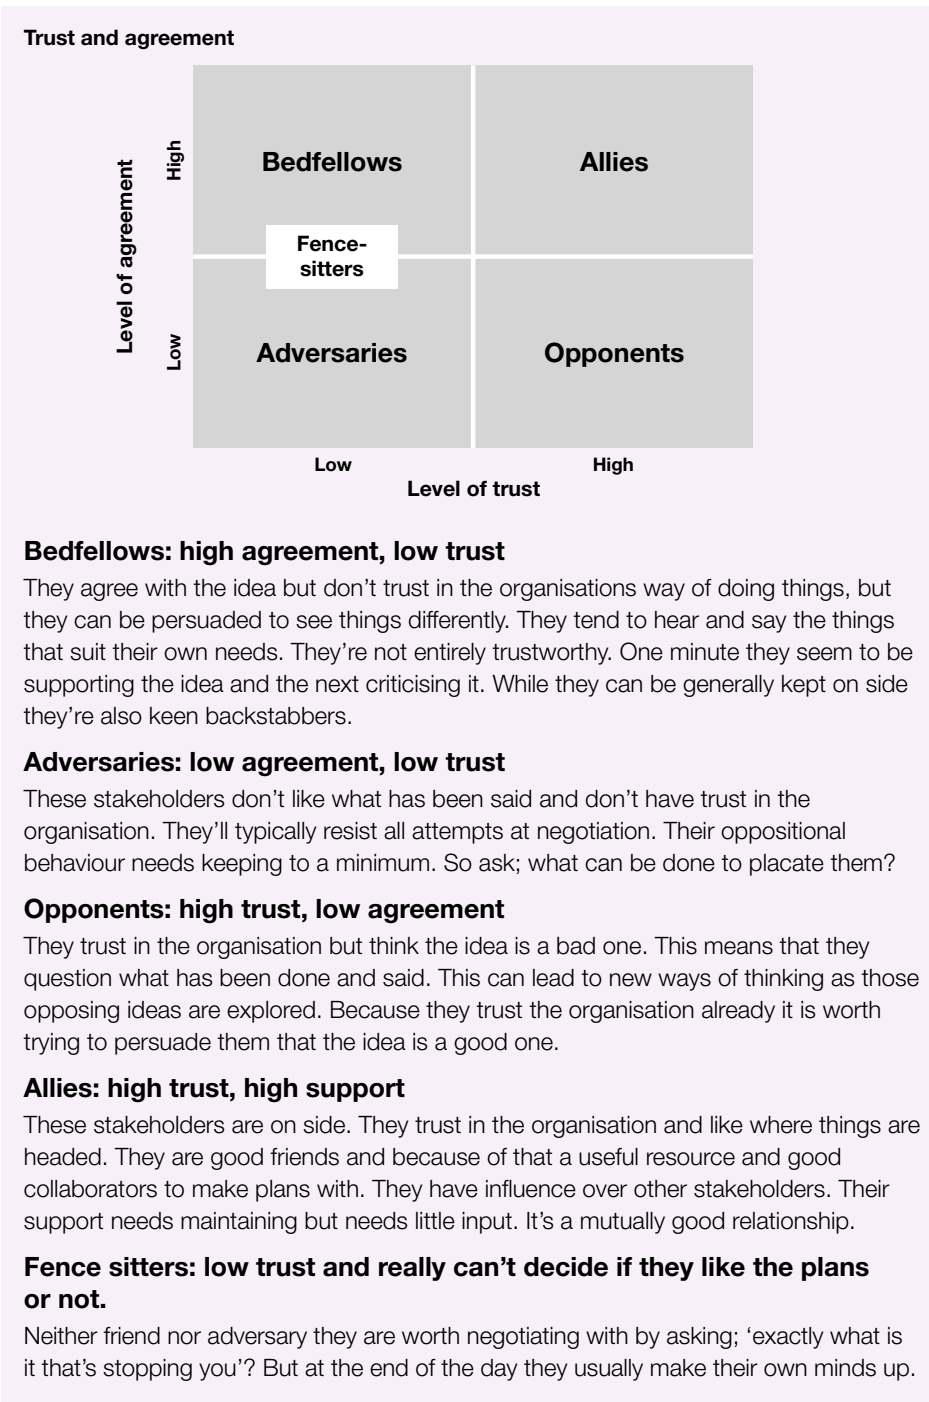 Trust and agreement
Level of agreement
High
Low
Bedfellows
Allies
Fence-
sitters
Adversaries
Opponents
Low
High
Level of trust
Bedfellows: high agreement, low trust
They agree with the idea but don’t trust in the organisations way of doing things, but
they can be persuaded to see things differently. They tend to hear and say the things
that suit their own needs. They’re not entirely trustworthy. One minute they seem to be
supporting the idea and the next criticising it. While they can be generally kept on side
they’re also keen backstabbers.
Adversaries: low agreement, low trust
These stakeholders don’t like what has been said and don’t have trust in the
organisation. They’ll typically resist all attempts at negotiation. Their oppositional
behaviour needs keeping to a minimum. So ask; what can be done to placate them?
Opponents: high trust, low agreement
They trust in the organisation but think the idea is a bad one. This means that they
question what has been done and said. This can lead to new ways of thinking as those
opposing ideas are explored. Because they trust the organisation already it is worth
trying to persuade them that the idea is a good one.
Allies: high trust, high support
These stakeholders are on side. They trust in the organisation and like where things are
headed. They are good friends and because of that a useful resource and good
collaborators to make plans with. They have influence over other stakeholders. Their
support needs maintaining but needs little input. It’s a mutually good relationship.
Fence sitters: low trust and really can’t decide if they like the plans
or not.
Neither friend nor adversary they are worth negotiating with by asking; ‘exactly what is
it that’s stopping you’? But at the end of the day they usually make their own minds up.